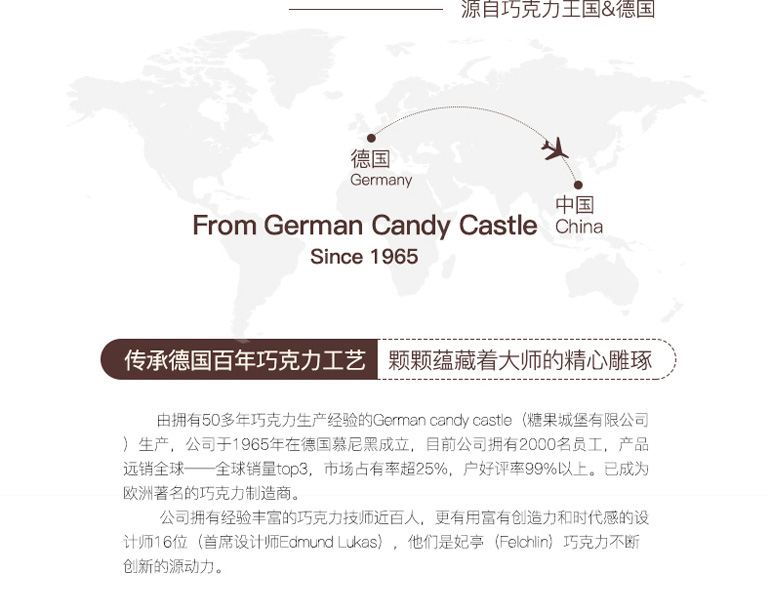 源自巧克力王国&德国
德国
Germany
中国
China
From German Candy Castle
Since 1965
传承德国百年巧克力工艺 颗颗蕴藏着大师的精心雕琢
由拥有50多年巧克力生产经验的German candy castle（糖果城堡有限公司
）生产，公司于1965年在德国慕尼黑成立，目前公司拥有2000名员工，产品
远销全球——全球销量top3，市场占有率超25%，户好评率99%以上。已成为
欧洲著名的巧克力制造商。
公司拥有经验丰富的巧克力技师近百人，更有用富有创造力和时代感的设
计师16位（首席设计师Edmund Lukas），他们是妃亭（Felchlin）巧克力不断
创新的源动力。